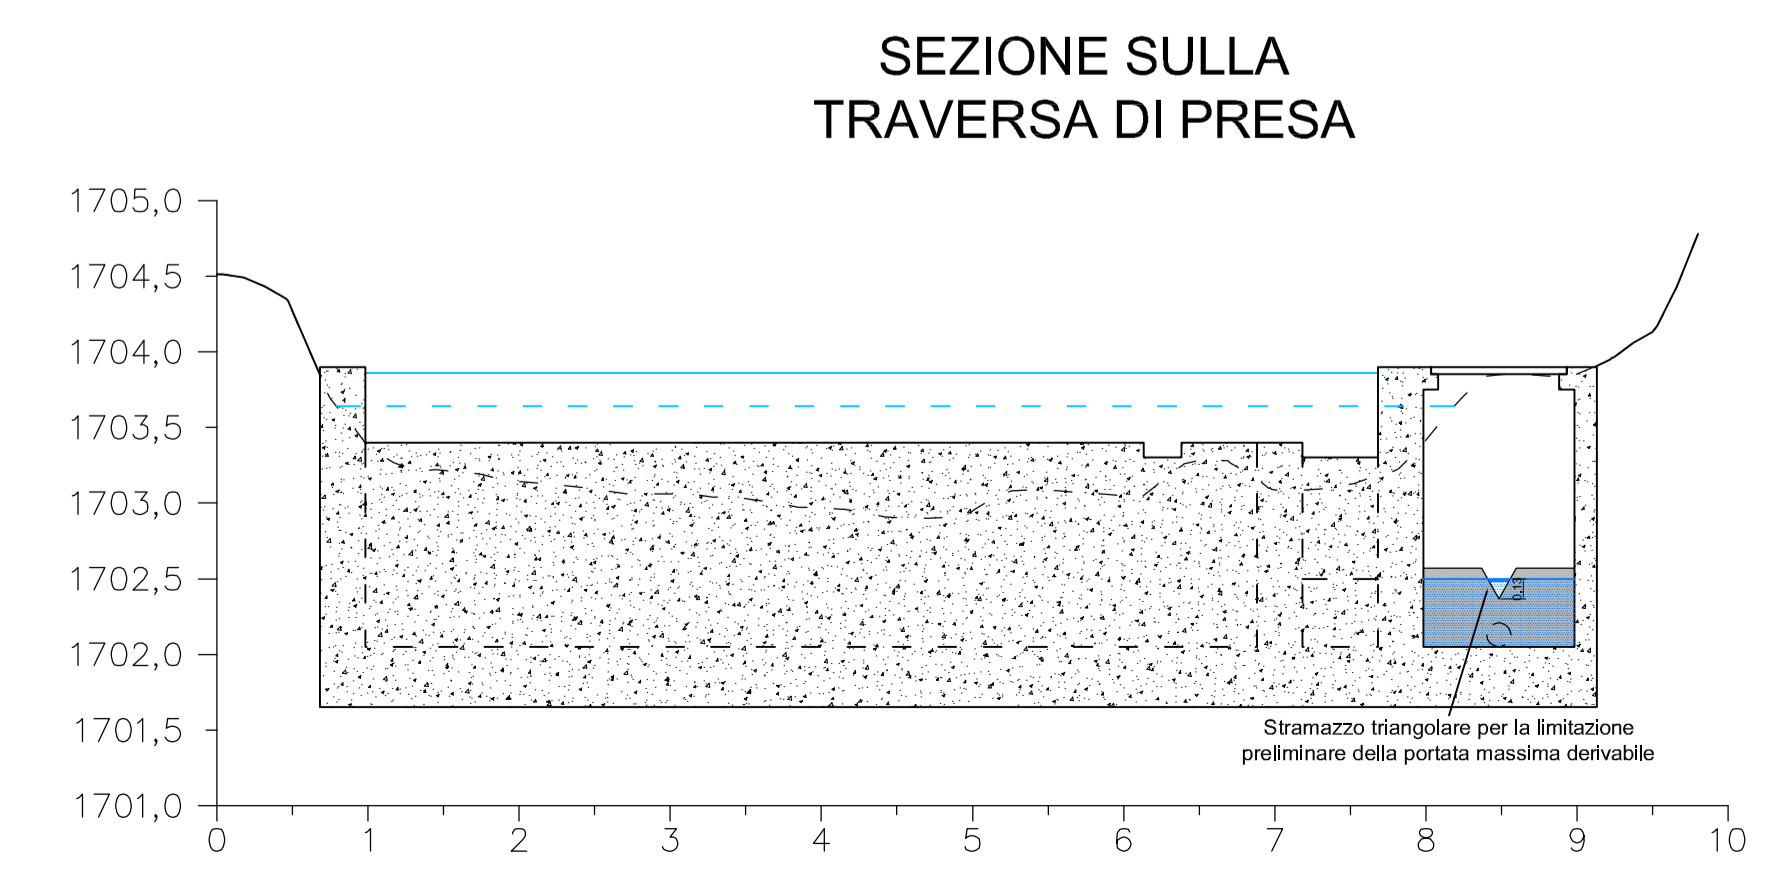 SEZIONE SULLA
TRAVERSA DI PRESA
1705,0
1704,5
1704,0
1703,5
1703,0
1702,5
1702,0
1701,5
1701,0
0,13
Stramazzo triangolare per la limitazione
preliminare della portata massima derivabile
0 1 2 3 4 5 6 7 8 9 10